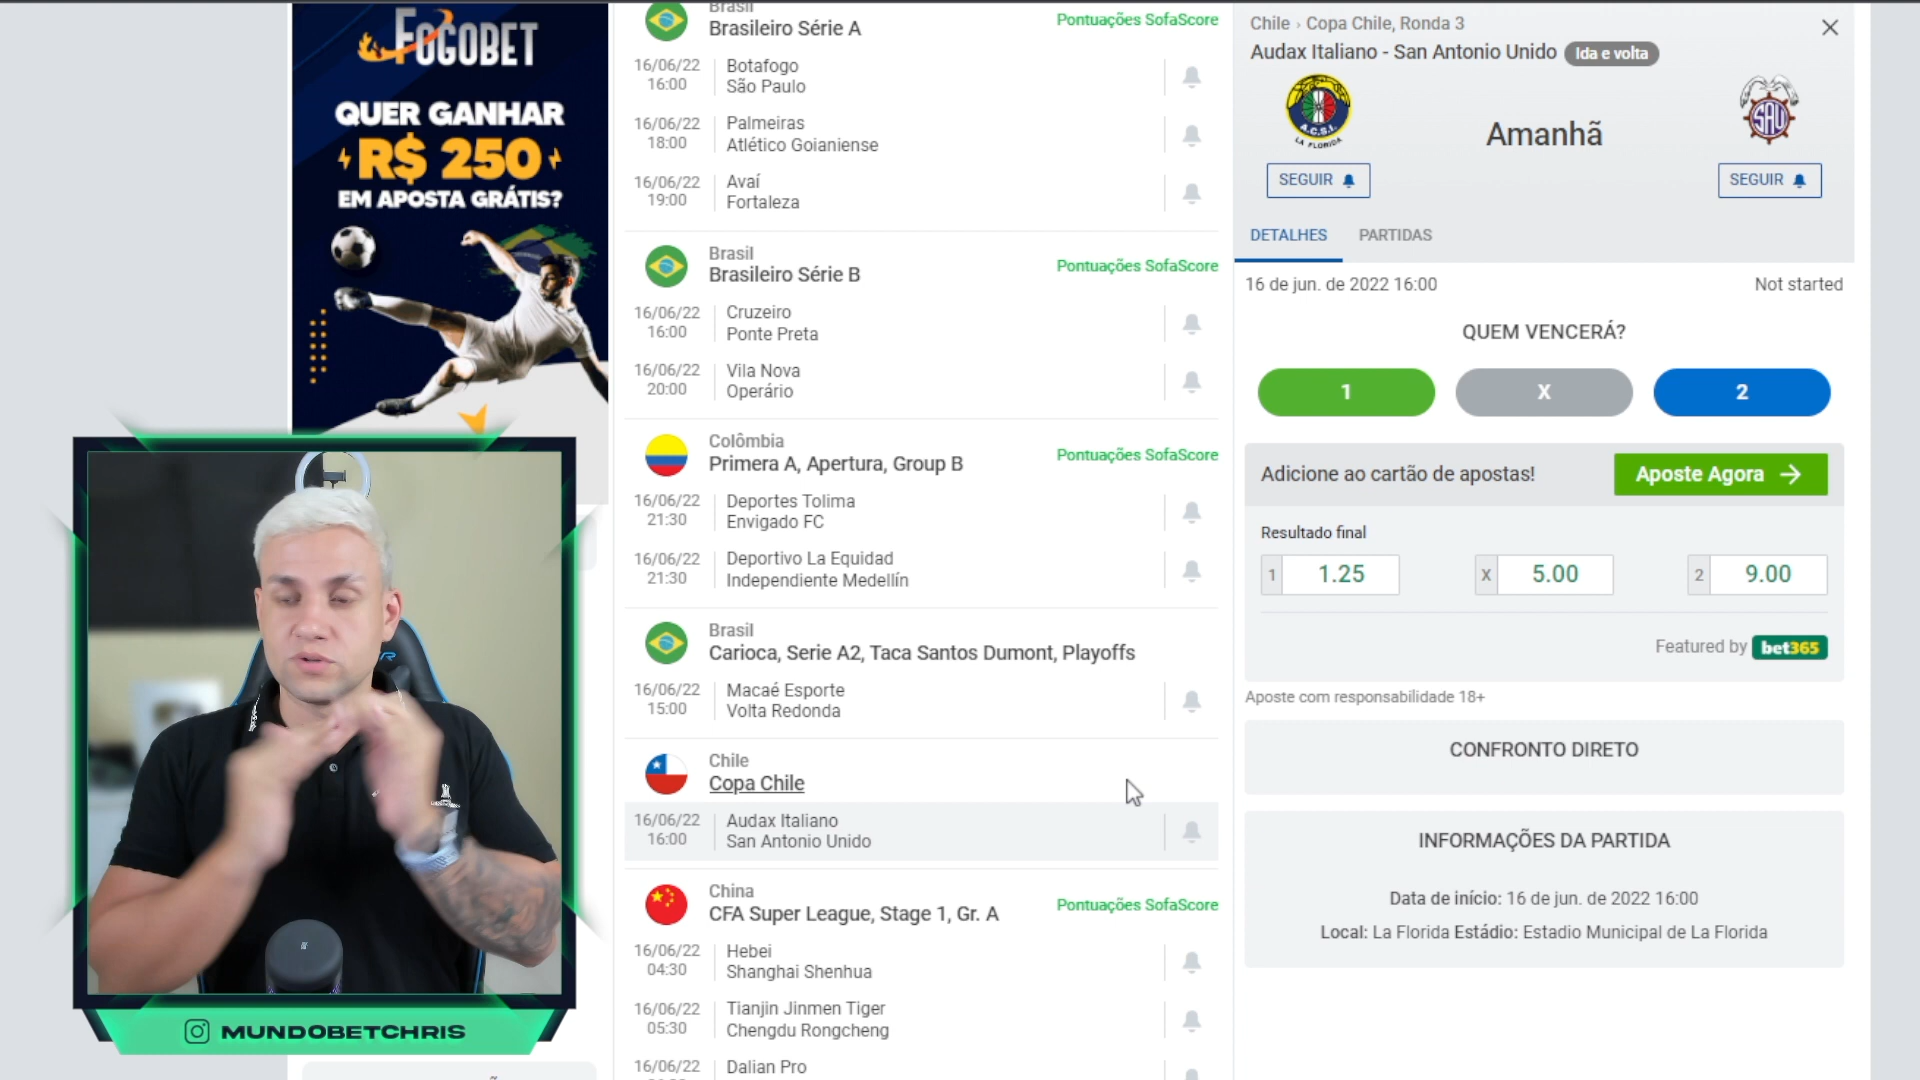 FOGOBET
QUER GANHAR
R$ 250
EM APOSTA GRÁTIS?
MUNDOBETCHRIS
Brasil
Brasileiro Série A
Pontuações SofaScore
16/06/22
16:00
Botafogo
São Paulo
16/06/22
18:00
Palmeiras
Atlético Goianiense
16/06/22
19:00
Avaí
Fortaleza
Brasil
Brasileiro Série B
Pontuações SofaScore
16/06/22
16:00
Cruzeiro
Ponte Preta
16/06/22
20:00
Vila Nova
Operário
Colômbia
Primera A, Apertura, Group B
Pontuações SofaScore
16/06/22
21:30
Deportes Tolima
Envigado FC
16/06/22
21:30
Deportivo La Equidad
Independiente Medellín
Brasil
Carioca, Serie A2, Taca Santos Dumont, Playoffs
16/06/22
15:00
Macaé Esporte
Volta Redonda
Chile
Copa Chile
16/06/22
16:00
Audax Italiano
San Antonio Unido
China
CFA Super League, Stage 1, Gr. A
Pontuações SofaScore
16/06/22
04:30
Hebei
Shanghai Shenhua
16/06/22
05:30
Tianjin Jinmen Tiger
Chengdu Rongcheng
16/06/22
Dalian Pro
Chile › Copa Chile, Ronda 3
Audax Italiano - San Antonio Unido Ida e volta
A.C.S.I.
LA FLORIDA
Amanhã
SAU
SEGUIR
SEGUIR
DETALHES PARTIDAS
16 de jun. de 2022 16:00 Not started
QUEM VENCERÁ?
1 X 2
Adicione ao cartão de apostas! Aposte Agora
Resultado final
1 1.25 X 5.00 2 9.00
Featured by bet365
Aposte com responsabilidade 18+
CONFRONTO DIRETO
INFORMAÇÕES DA PARTIDA
Data de início: 16 de jun. de 2022 16:00
Local: La Florida Estádio: Estadio Municipal de La Florida